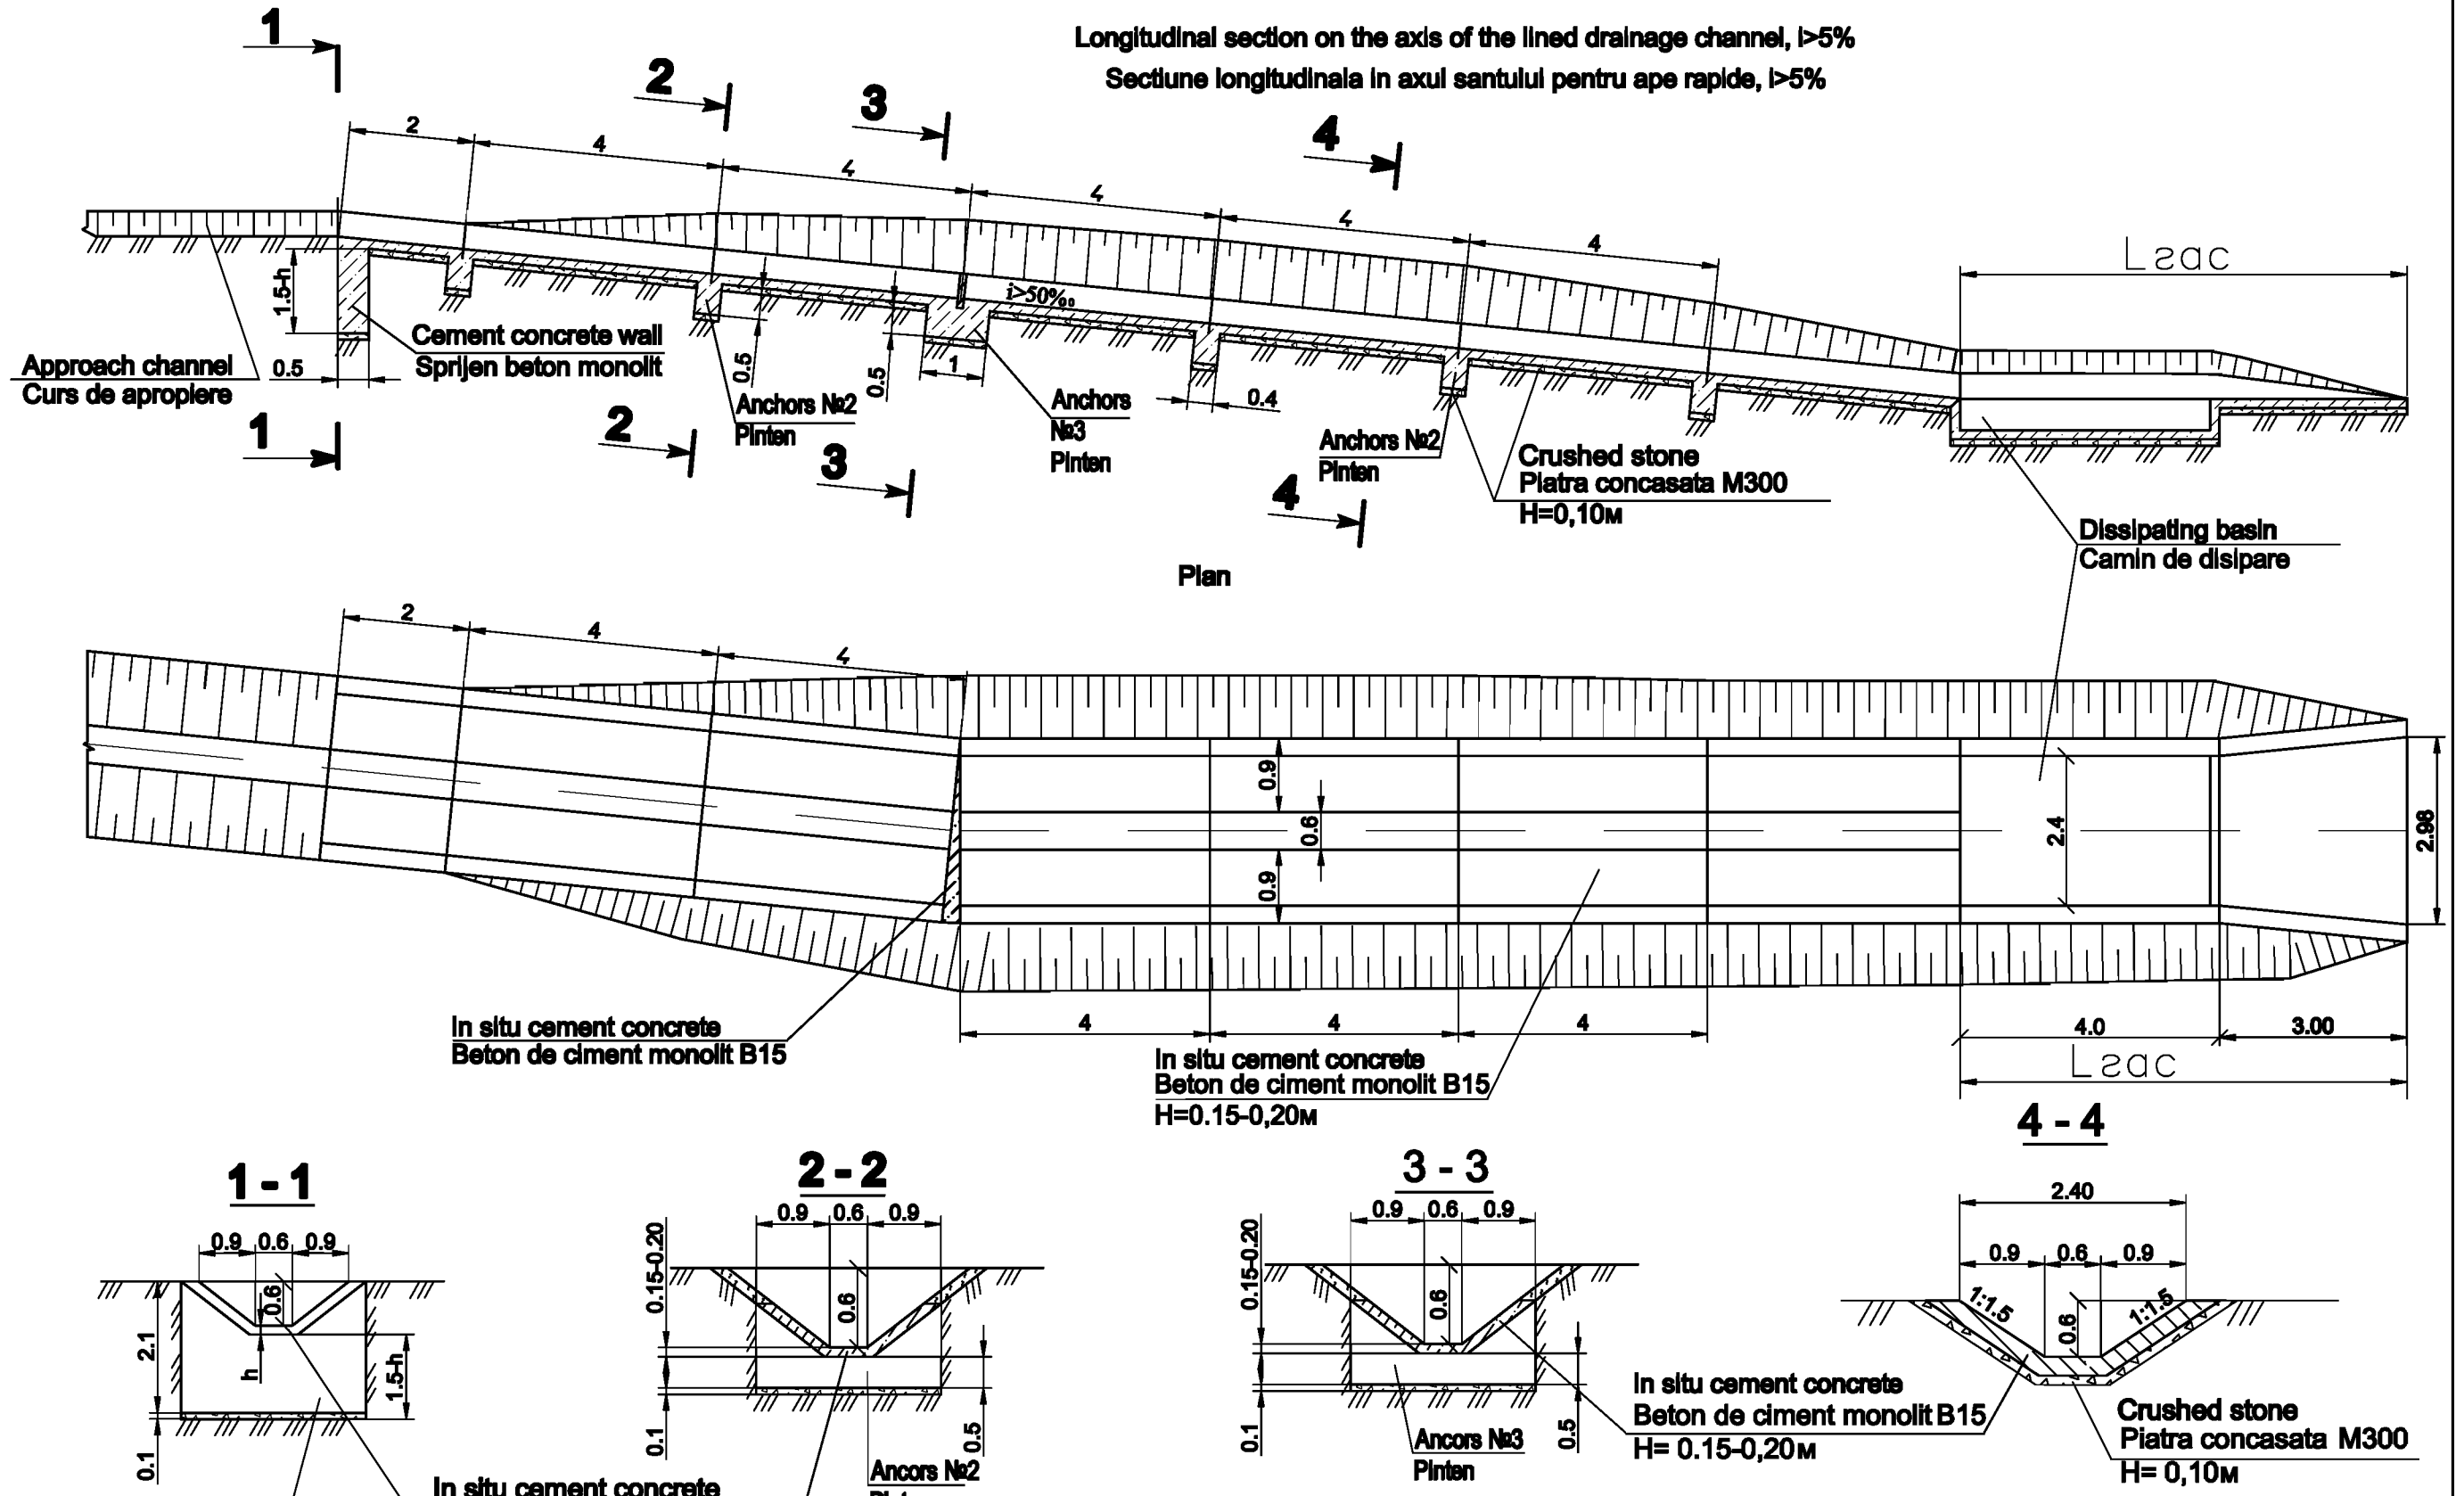 Longitudinal section on the axis of the lined drainage channel, i>5%
Sectiune longitudinala in axul santului pentru ape rapide, i>5%
1
2
3
4
2
4
4
4
4
4
Lsac
1.5-h
i>50‰
Cement concrete wall
Sprijen beton monolit
Approach channel
Curs de apropiere
0.5
0.5
0.5
1
0.4
Anchors №2
Pinten
Anchors
№3
Pinten
Anchors №2
Pinten
Crushed stone
Piatra concasata M300
H=0,10м
1
2
3
4
Dissipating basin
Camin de disipare
Plan
2
4
4
0.9
0.6
0.9
2.4
2.98
In situ cement concrete
Beton de ciment monolit B15
4
4
4
4.0
3.00
Lsac
In situ cement concrete
Beton de ciment monolit B15
H=0.15-0,20м
1 - 1
0.9
0.6
0.9
0.6
2.1
h
1.5-h
0.1
In situ cement concrete
2 - 2
0.9
0.6
0.9
0.15-0.20
0.6
0.1
0.5
Ancors №2
3 - 3
0.9
0.6
0.9
0.15-0.20
0.6
0.1
0.5
Ancors №3
Pinten
In situ cement concrete
Beton de ciment monolit B15
H= 0.15-0,20м
4 - 4
2.40
0.9
0.6
0.9
1:1.5
0.6
1:1.5
Crushed stone
Piatra concasata M300
H= 0,10м